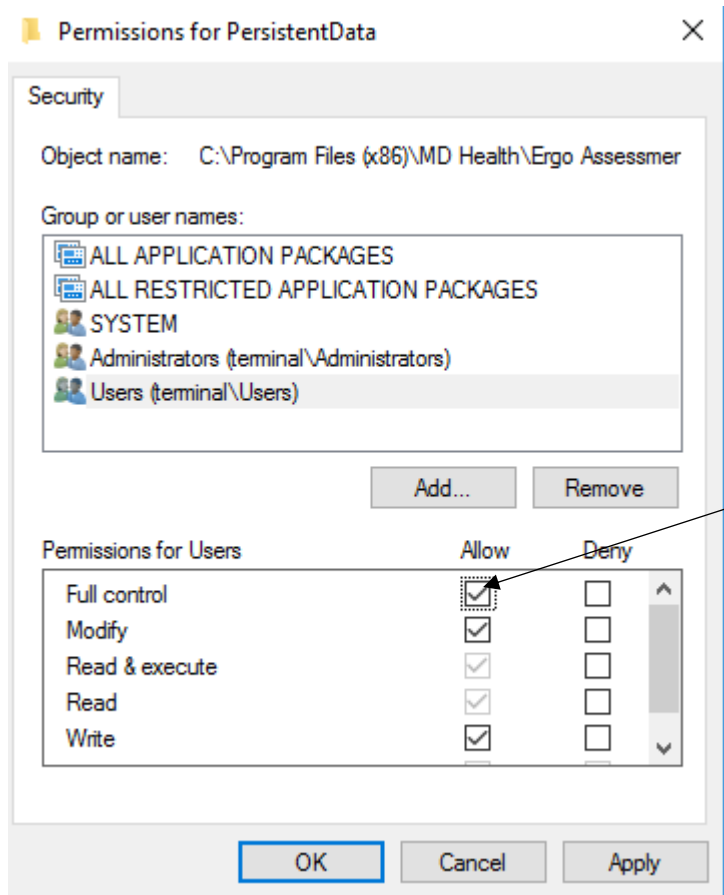 Permissions for PersistentData
Security
Object name: C:\Program Files (x86)\MD Health\Ergo Assessmer
Group or user names:
ALL APPLICATION PACKAGES
ALL RESTRICTED APPLICATION PACKAGES
SYSTEM
Administrators (terminal\Administrators)
Users (terminal\Users)
Add... Remove
Permissions for Users Allow Deny
Full control
Modify
Read & execute
Read
Write
OK Cancel Apply